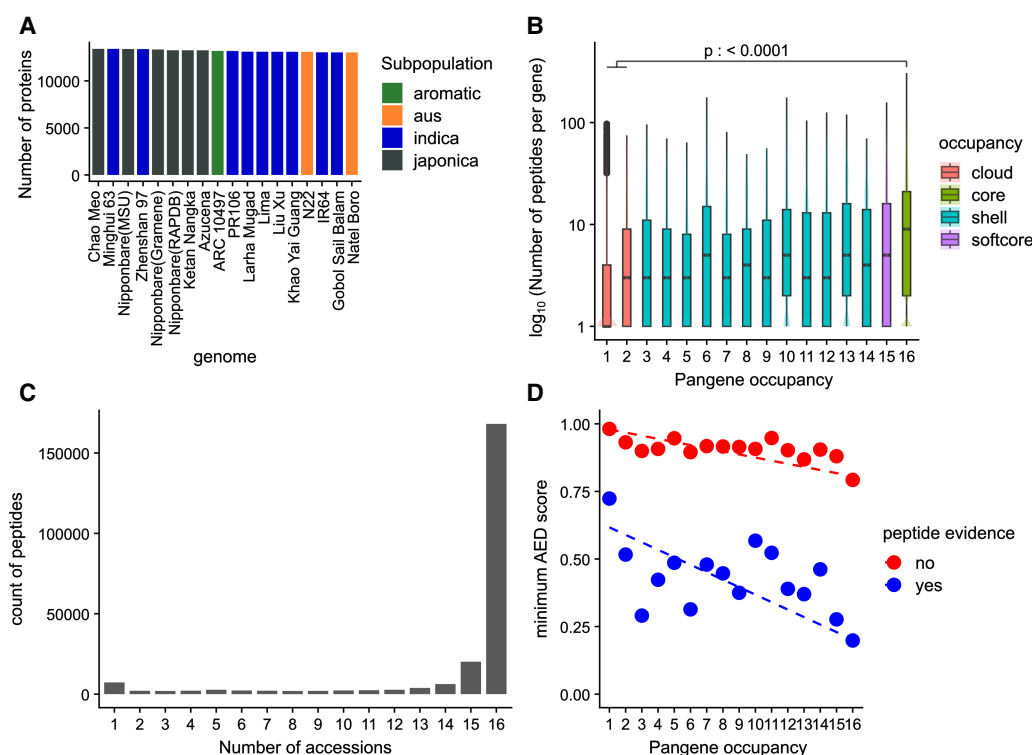 A
Number of proteins
10000
5000
0
Chao Meo
Minghui 63
Nipponbare(MSU)
Zhenshan 97
Nipponbare(Gramene)
Nipponbare(RAPDB)
Ketan Nangka
Azucena
ARC 10497
PR106
Larha Mugad
Lima
Liu Xu
Khao Yai Guang
N22
IR64
Gobol Sail Balam
Natel Boro
genome
Subpopulation
aromatic
aus
indica
japonica
B
log10 (Number of peptides per gene)
p : < 0.0001
100
10
1
1 2 3 4 5 6 7 8 9 10 11 12 13 14 15 16
Pangene occupancy
occupancy
cloud
core
shell
softcore
C
count of peptides
150000
100000
50000
0
1 2 3 4 5 6 7 8 9 10 11 12 13 14 15 16
Number of accessions
D
minimum AED score
1.00
0.75
0.50
0.25
0.00
1 2 3 4 5 6 7 8 9 10 11 12 13 14 15 16
Pangene occupancy
peptide evidence
no
yes